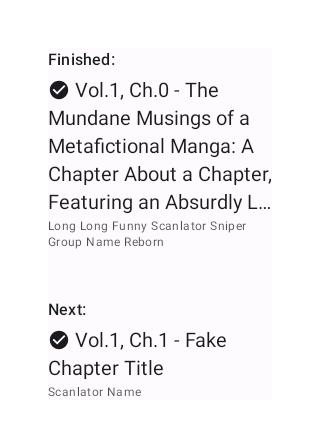 Finished:
Vol.1, Ch.0 - The
Mundane Musings of a
Metafictional Manga: A
Chapter About a Chapter,
Featuring an Absurdly L…
Long Long Funny Scanlator Sniper
Group Name Reborn
Next:
Vol.1, Ch.1 - Fake
Chapter Title
Scanlator Name